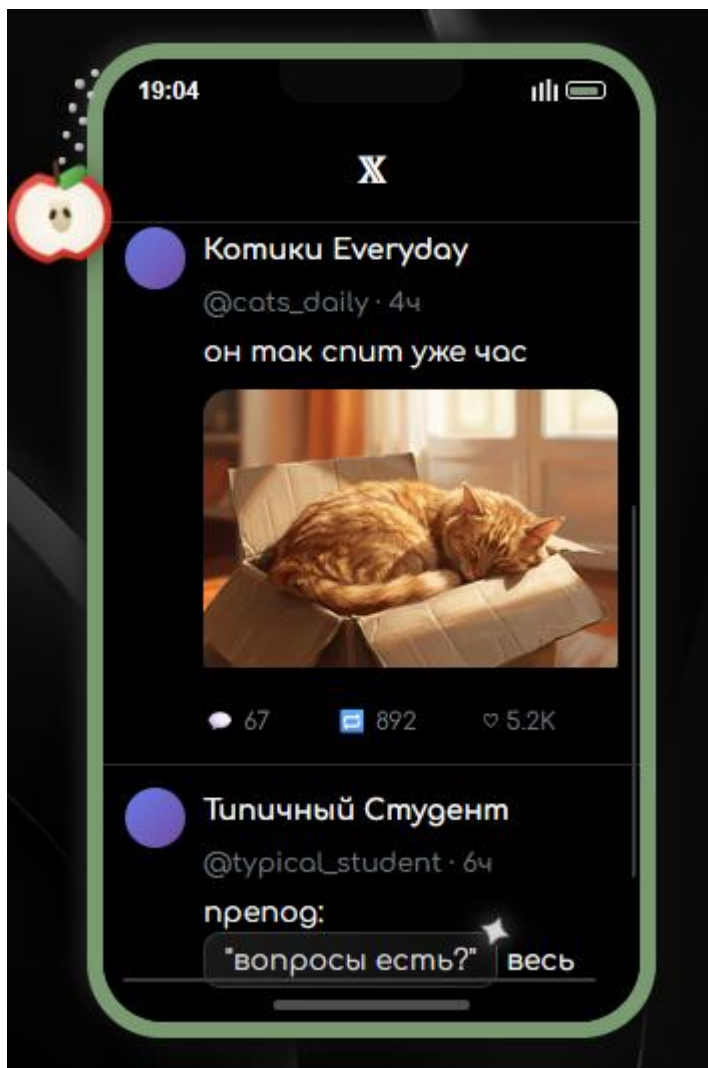 19:04
𝕏
Котики Everyday
@cats_daily · 4ч
он так спит уже час
67 892 5.2K
Типичный Студент
@typical_student · 6ч
препод:
"вопросы есть?" весь